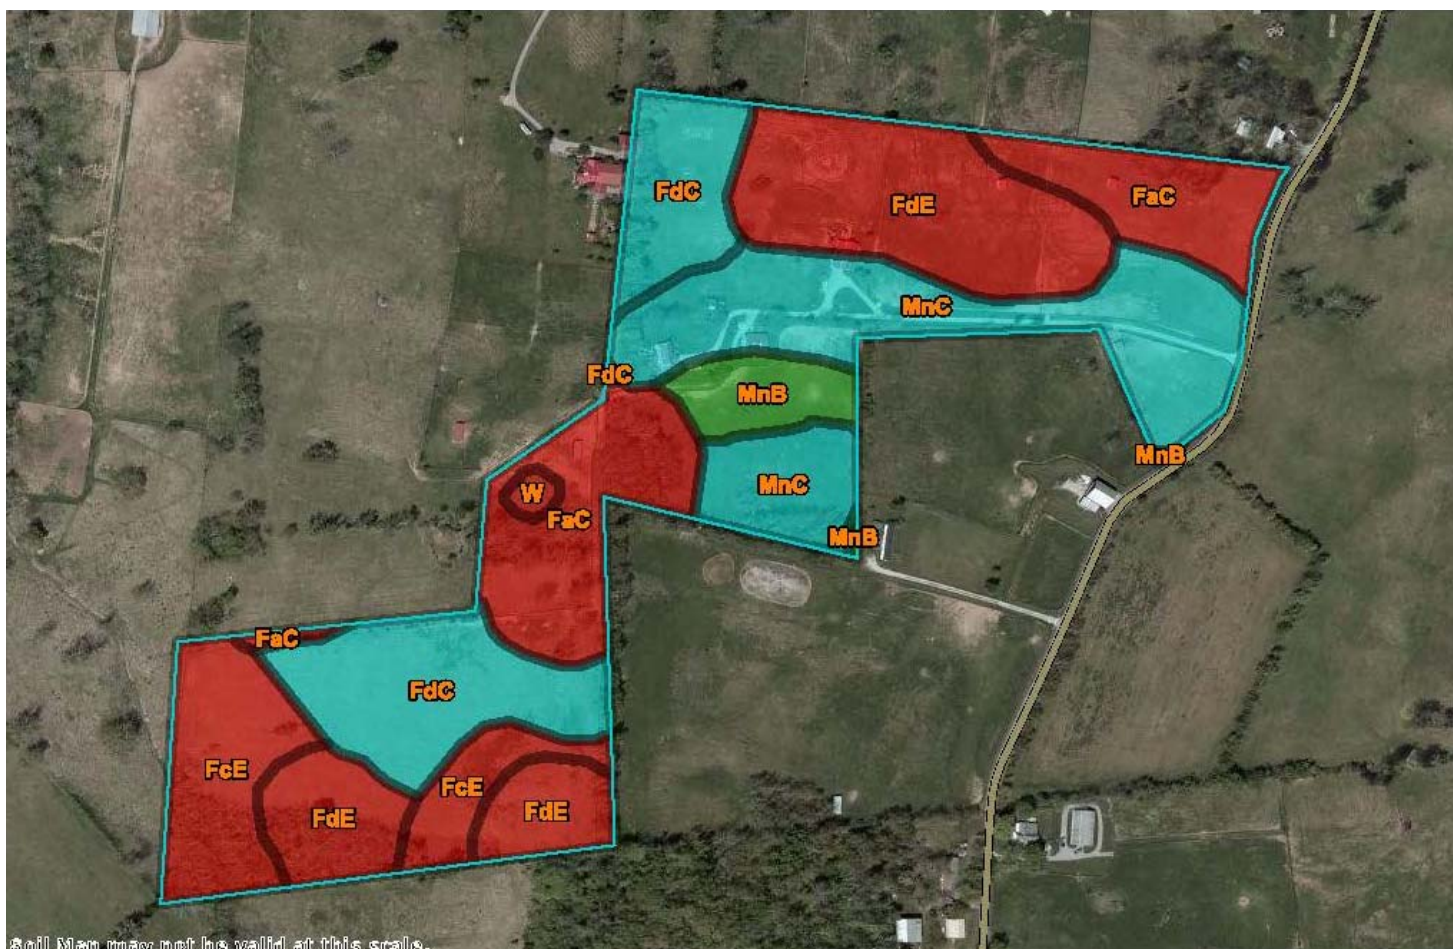 FdC
FdE
FaC
MnC
FdC
MnB
MnB
W
MnC
FaC
MnB
FaC
FdC
FcE
FcE
FdE
FdE
Soil Map may not be valid at this scale.